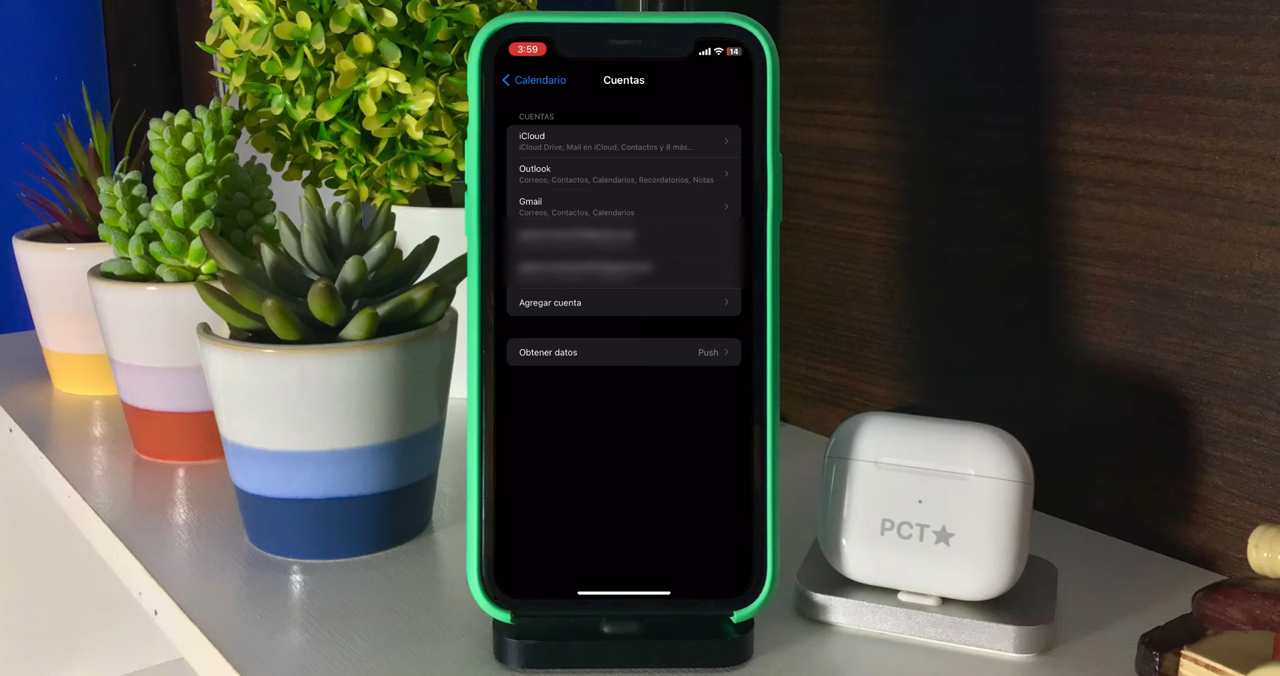 3:59
14
Calendario
Cuentas
CUENTAS
iCloud
iCloud Drive, Mail en iCloud, Contactos y 8 más...
Outlook
Correos, Contactos, Calendarios, Recordatorios, Notas
Gmail
Correos, Contactos, Calendarios
Agregar cuenta
Obtener datos Push
PCT★